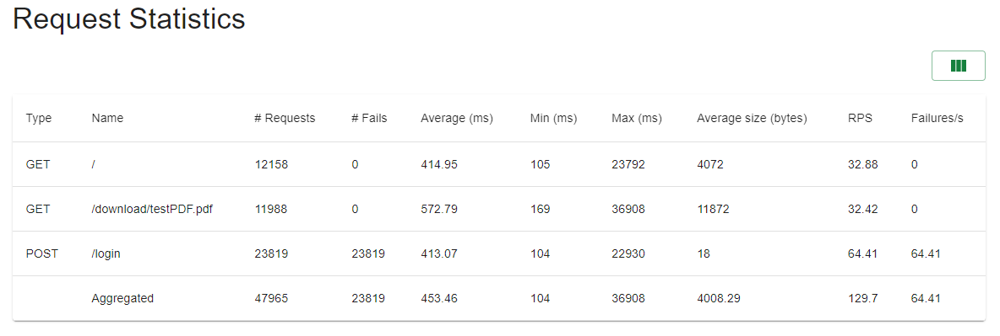 Request Statistics
Type Name # Requests # Fails Average (ms) Min (ms) Max (ms) Average size (bytes) RPS Failures/s
GET / 12158 0 414.95 105 23792 4072 32.88 0
GET /download/testPDF.pdf 11988 0 572.79 169 36908 11872 32.42 0
POST /login 23819 23819 413.07 104 22930 18 64.41 64.41
Aggregated 47965 23819 453.46 104 36908 4008.29 129.7 64.41